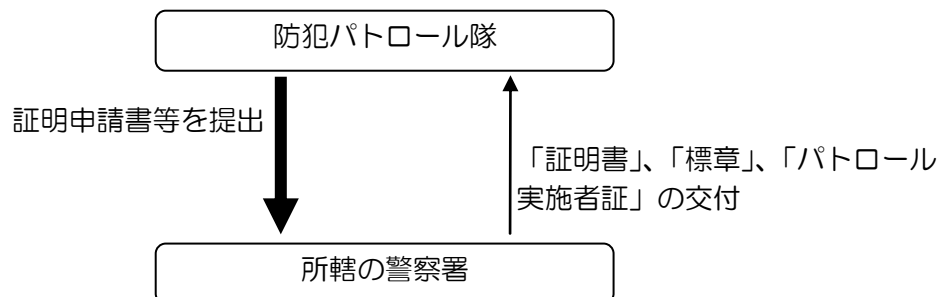 防犯パトロール隊
証明申請書等を提出
「証明書」、「標章」、「パトロール
実施者証」の交付
所轄の警察署